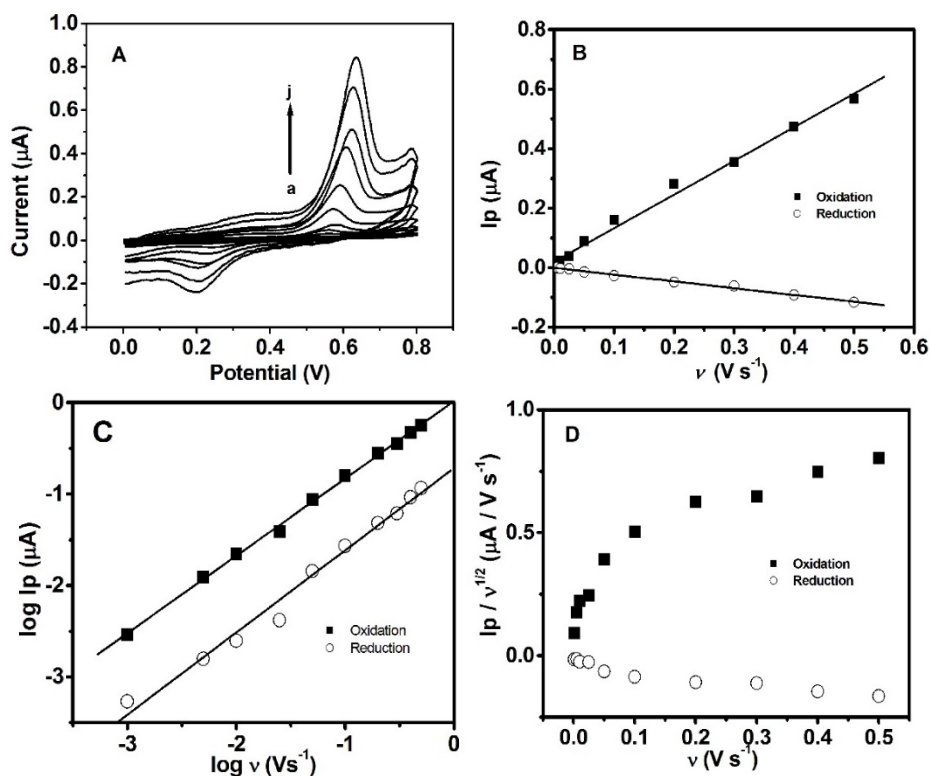 A
j
a
Current (μA)
1.0
0.8
0.6
0.4
0.2
0.0
-0.2
-0.4
0.0 0.2 0.4 0.6 0.8
Potential (V)
B
Ip (μA)
0.8
0.6
0.4
0.2
0.0
-0.2
Oxidation
Reduction
0.0 0.1 0.2 0.3 0.4 0.5 0.6
ν (V s⁻¹)
C
log Ip (μA)
0
-1
-2
-3
Oxidation
Reduction
-3 -2 -1 0
log ν (Vs⁻¹)
D
Ip / ν^1/2 (μA / V s⁻¹)
1.0
0.5
0.0
Oxidation
Reduction
0.0 0.1 0.2 0.3 0.4 0.5
ν (V s⁻¹)